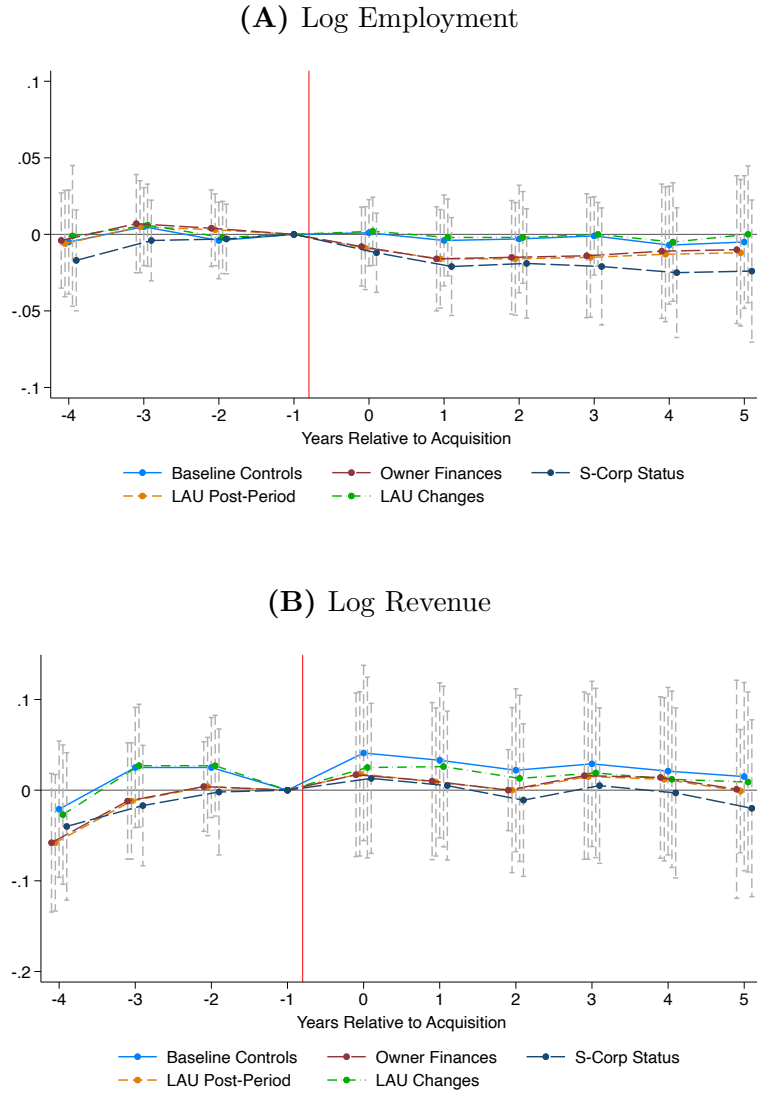 (A) Log Employment
.1
.05
0
-.05
-.1
-4 -3 -2 -1 0 1 2 3 4 5
Years Relative to Acquisition
Baseline Controls Owner Finances S-Corp Status
LAU Post-Period LAU Changes
(B) Log Revenue
.1
0
-.1
-.2
-4 -3 -2 -1 0 1 2 3 4 5
Years Relative to Acquisition
Baseline Controls Owner Finances S-Corp Status
LAU Post-Period LAU Changes